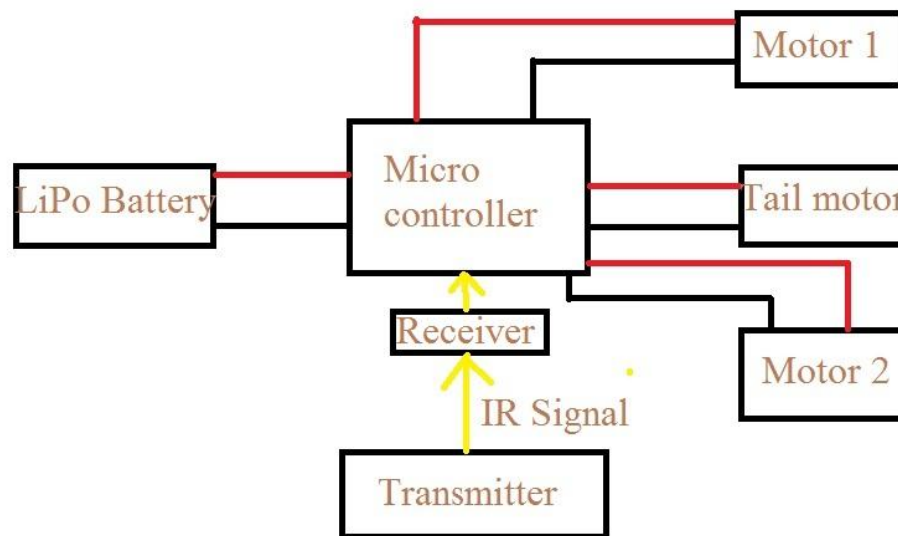 Motor 1
Micro
controller
LiPo Battery
Tail motor
Receiver
Motor 2
IR Signal
Transmitter